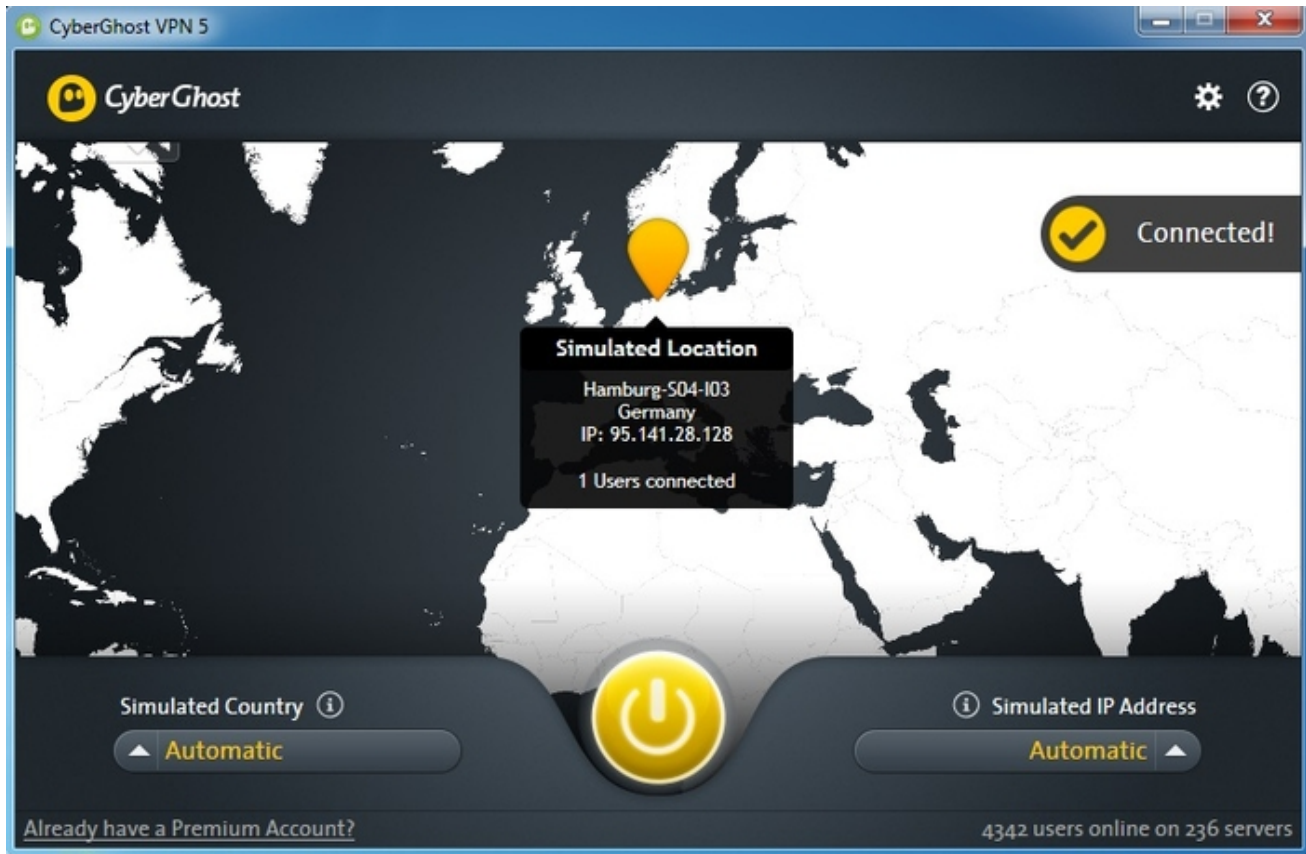 CyberGhost VPN 5
CyberGhost
Connected!
Simulated Location
Hamburg-S04-I03
Germany
IP: 95.141.28.128
1 Users connected
Simulated Country
Simulated IP Address
Automatic
Automatic
Already have a Premium Account?
4342 users online on 236 servers